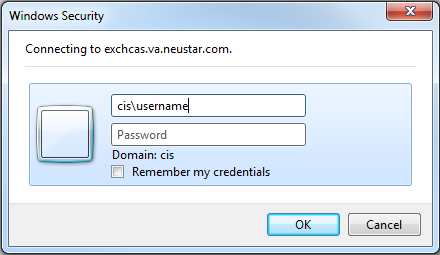 Windows Security
Connecting to exchcas.va.neustar.com.
cis\username
Password
Domain: cis
Remember my credentials
OK
Cancel